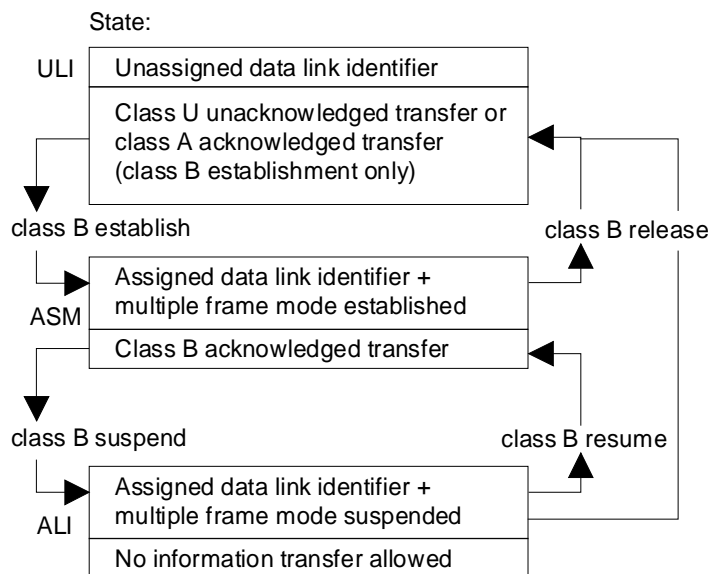 State:
ULI
Unassigned data link identifier
Class U unacknowledged transfer or
class A acknowledged transfer
(class B establishment only)
class B establish
class B release
Assigned data link identifier +
multiple frame mode established
ASM
Class B acknowledged transfer
class B suspend
class B resume
Assigned data link identifier +
multiple frame mode suspended
ALI
No information transfer allowed